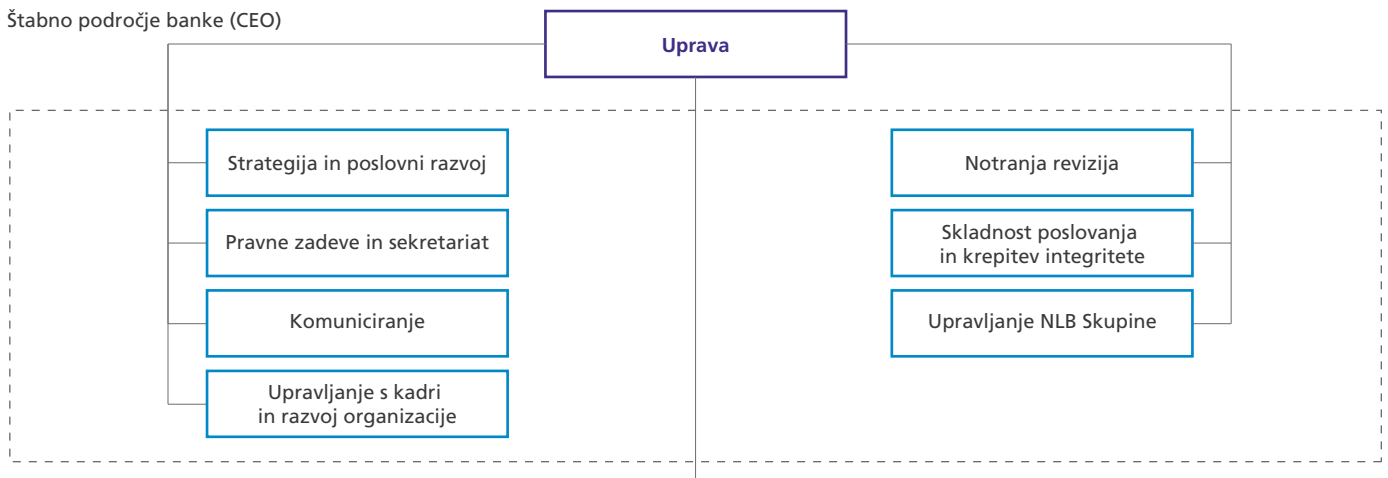 Štabno področje banke (CEO)
Uprava
Strategija in poslovni razvoj
Pravne zadeve in sekretariat
Komuniciranje
Upravljanje s kadri
in razvoj organizacije
Notranja revizija
Skladnost poslovanja
in krepitev integritete
Upravljanje NLB Skupine